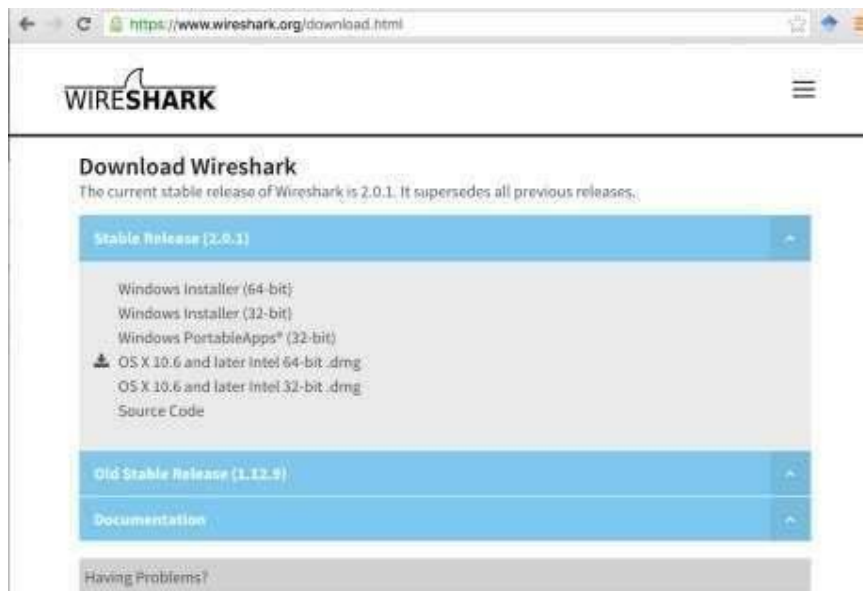 https://www.wireshark.org/download.html
WIRESHARK
Download Wireshark
The current stable release of Wireshark is 2.0.1. It supersedes all previous releases.
Stable Release (2.0.1)
Windows Installer (64-bit)
Windows Installer (32-bit)
Windows PortableApps® (32-bit)
OS X 10.6 and later Intel 64-bit .dmg
OS X 10.6 and later Intel 32-bit .dmg
Source Code
Old Stable Release (1.12.9)
Documentation
Having Problems?